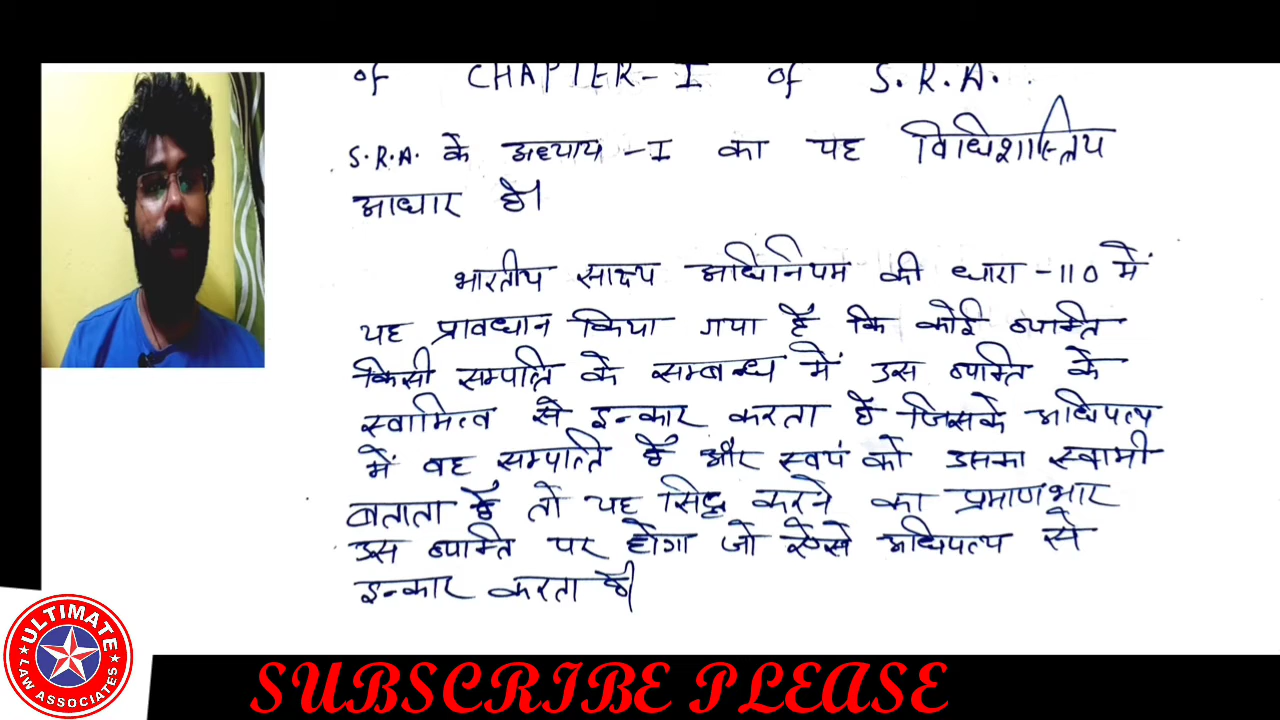 of CHAPTER-I of S.R.A.
S.R.A. के अध्याय -I का यह विधिशास्त्रिय
आधार है।
भारतीय साक्ष्य अधिनियम की धारा -110 में
यह प्रावधान किया गया है कि कोई व्यक्ति
किसी सम्पत्ति के सम्बन्ध में उस व्यक्ति के
स्वामित्व से इन्कार करता है जिसके अधिपत्य
में वह सम्पत्ति है और स्वयं को उसका स्वामी
बताता है तो यह सिद्ध करने का प्रमाणभार
उस व्यक्ति पर होगा जो ऐसे अधिपत्य से
इन्कार करता है।
ULTIMATE
LAW ASSOCIATES
SUBSCRIBE PLEASE